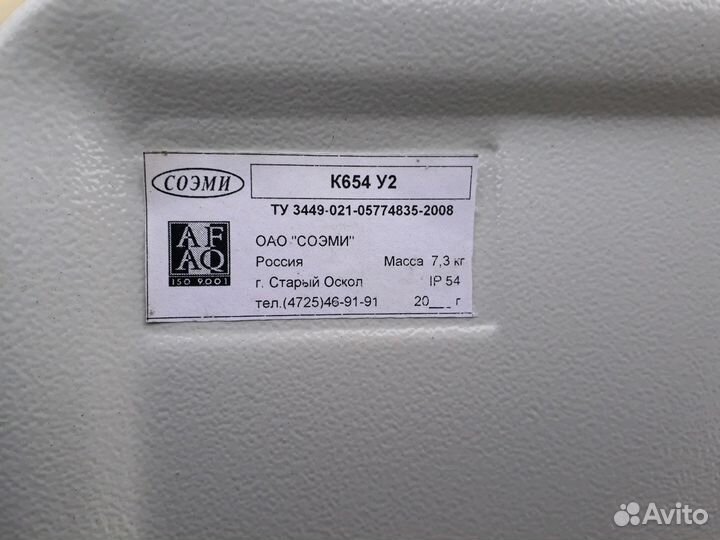 СОЭМИ
К654 У2
ТУ 3449-021-05774835-2008
AF
AQ
ISO 9001
ОАО "СОЭМИ"
Россия Масса 7,3 кг
г. Старый Оскол IP 54
тел.(4725)46-91-91 20___ г
Avito